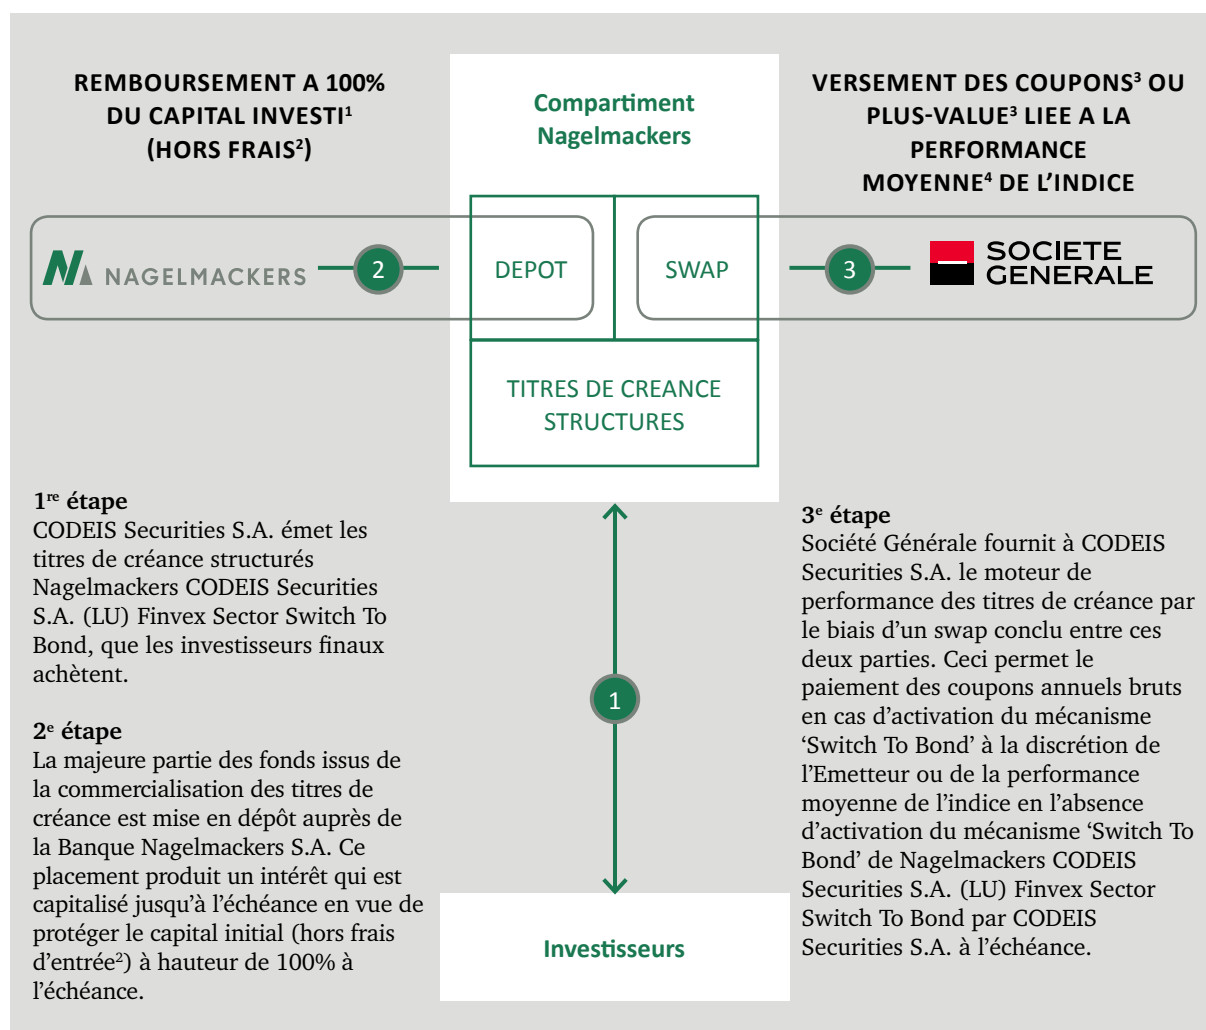 REMBOURSEMENT A 100%
DU CAPITAL INVESTI¹
(HORS FRAIS²)
Compartiment
Nagelmackers
VERSEMENT DES COUPONS³ OU
PLUS-VALUE³ LIEE A LA
PERFORMANCE
MOYENNE⁴ DE L’INDICE
NAGELMACKERS
2
DEPOT
SWAP
3
SOCIETE
GENERALE
TITRES DE CREANCE
STRUCTURES
1ʳᵉ étape
CODEIS Securities S.A. émet les
titres de créance structurés
Nagelmackers CODEIS Securities
S.A. (LU) Finvex Sector Switch To
Bond, que les investisseurs finaux
achètent.
2ᵉ étape
La majeure partie des fonds issus de
la commercialisation des titres de
créance est mise en dépôt auprès de
la Banque Nagelmackers S.A. Ce
placement produit un intérêt qui est
capitalisé jusqu’à l’échéance en vue de
protéger le capital initial (hors frais
d’entrée²) à hauteur de 100% à
l’échéance.
1
Investisseurs
3ᵉ étape
Société Générale fournit à CODEIS
Securities S.A. le moteur de
performance des titres de créance par
le biais d’un swap conclu entre ces
deux parties. Ceci permet le
paiement des coupons annuels bruts
en cas d’activation du mécanisme
‘Switch To Bond’ à la discrétion de
l’Emetteur ou de la performance
moyenne de l’indice en l’absence
d’activation du mécanisme ‘Switch To
Bond’ de Nagelmackers CODEIS
Securities S.A. (LU) Finvex Sector
Switch To Bond par CODEIS
Securities S.A. à l’échéance.